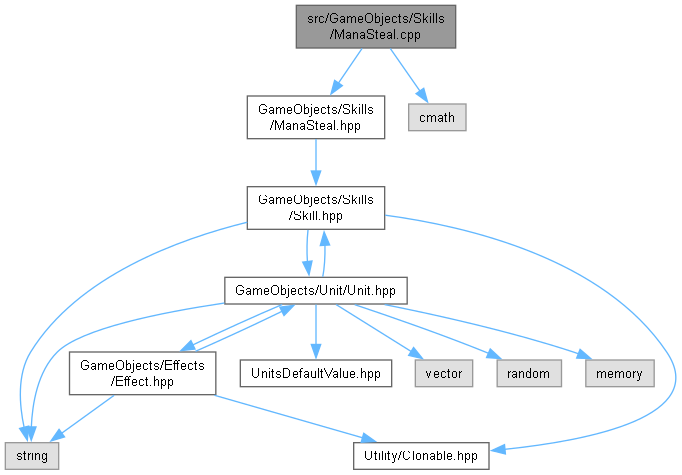 src/GameObjects/Skills
/ManaSteal.cpp
GameObjects/Skills
/ManaSteal.hpp
cmath
GameObjects/Skills
/Skill.hpp
GameObjects/Unit/Unit.hpp
GameObjects/Effects
/Effect.hpp
UnitsDefaultValue.hpp
vector
random
memory
string
Utility/Clonable.hpp